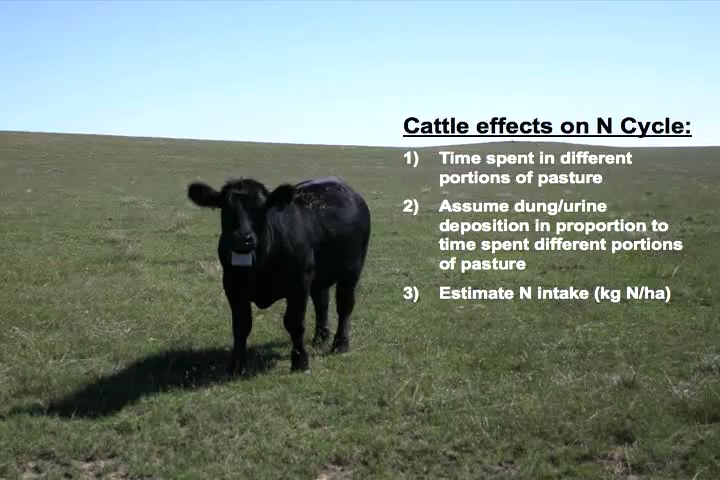 Cattle effects on N Cycle:
1) Time spent in different
portions of pasture
2) Assume dung/urine
deposition in proportion to
time spent different portions
of pasture
3) Estimate N intake (kg N/ha)